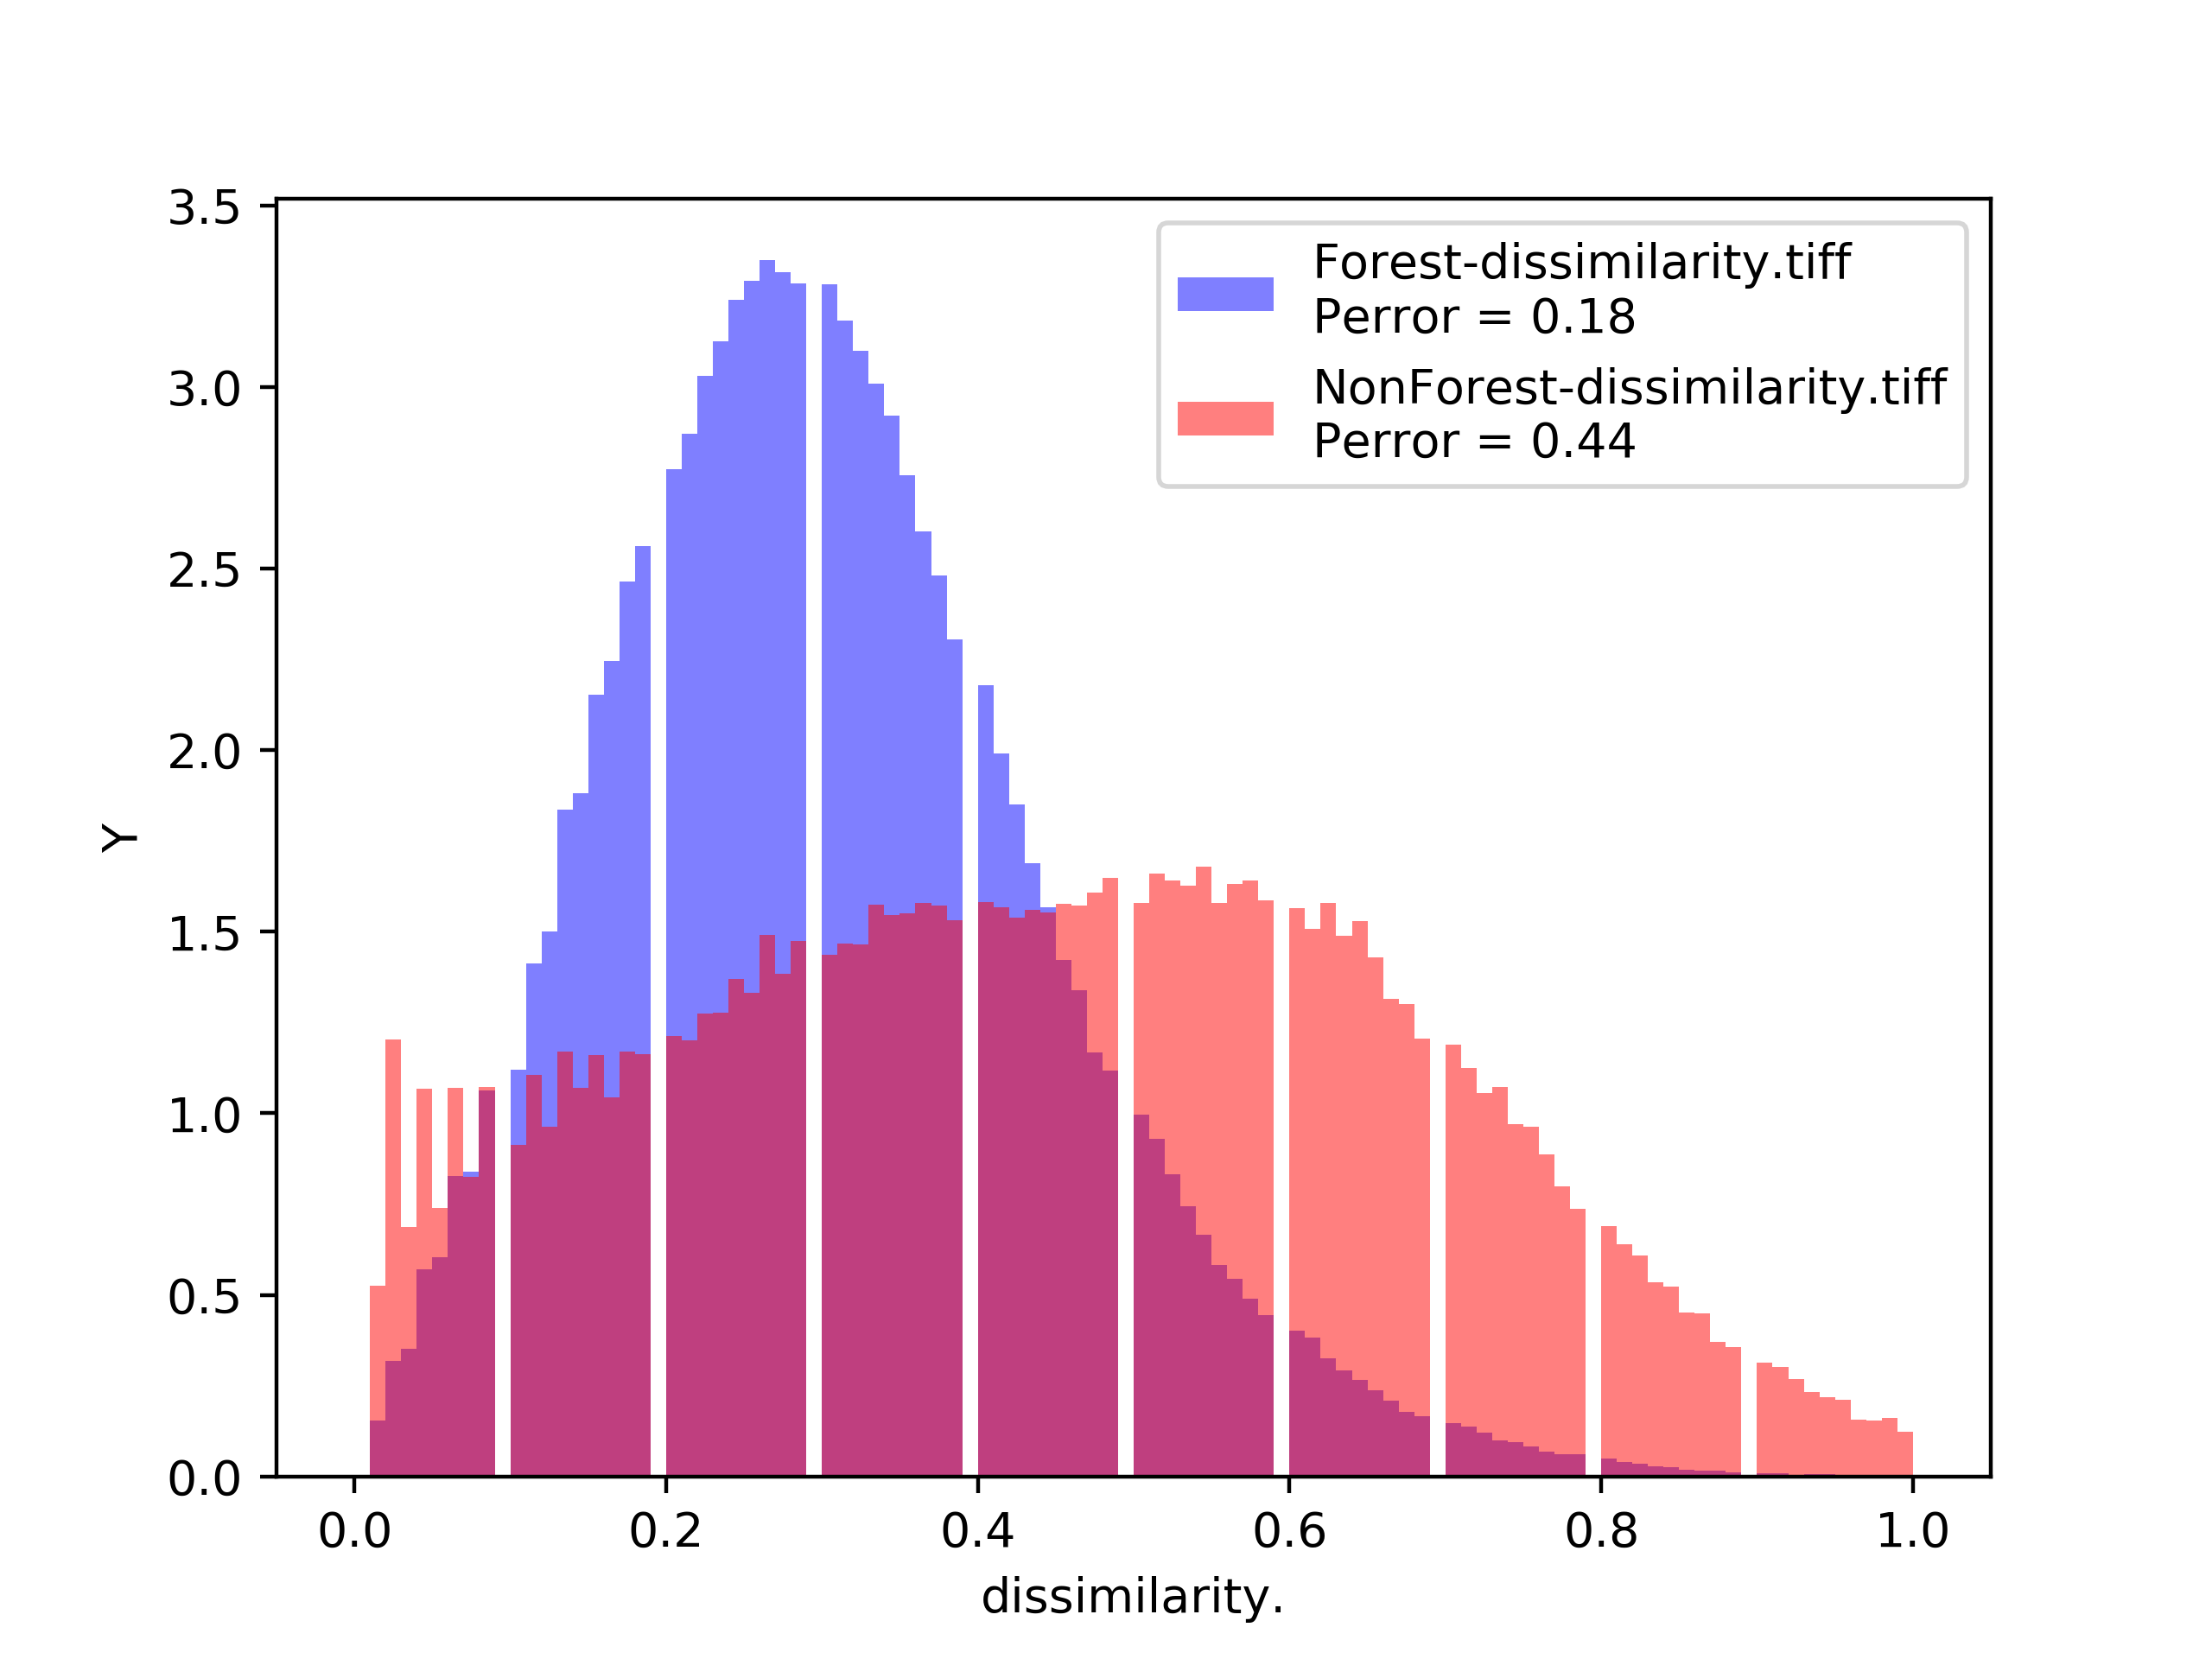 Forest-dissimilarity.tiff
Perror = 0.18
NonForest-dissimilarity.tiff
Perror = 0.44
3.5
3.0
2.5
2.0
1.5
1.0
0.5
0.0
Y
0.0 0.2 0.4 0.6 0.8 1.0
dissimilarity.